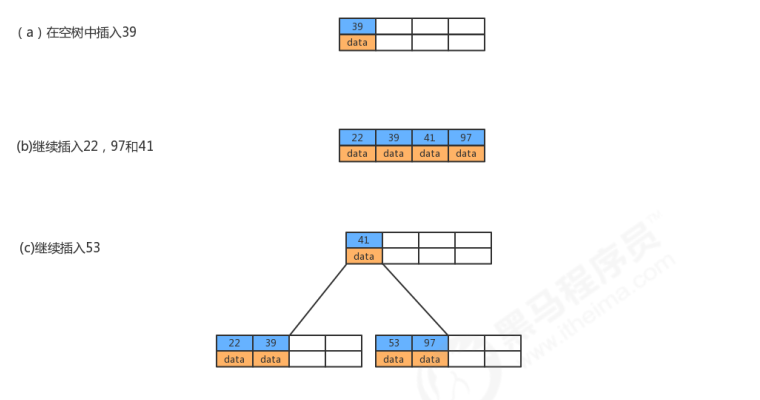 (a)在空树中插入39
39
data
(b)继续插入22，97和41
22 39 41 97
data data data data
(c)继续插入53
41
data
22 39 53 97
data data data data
黑马程序员™
www.itheima.com